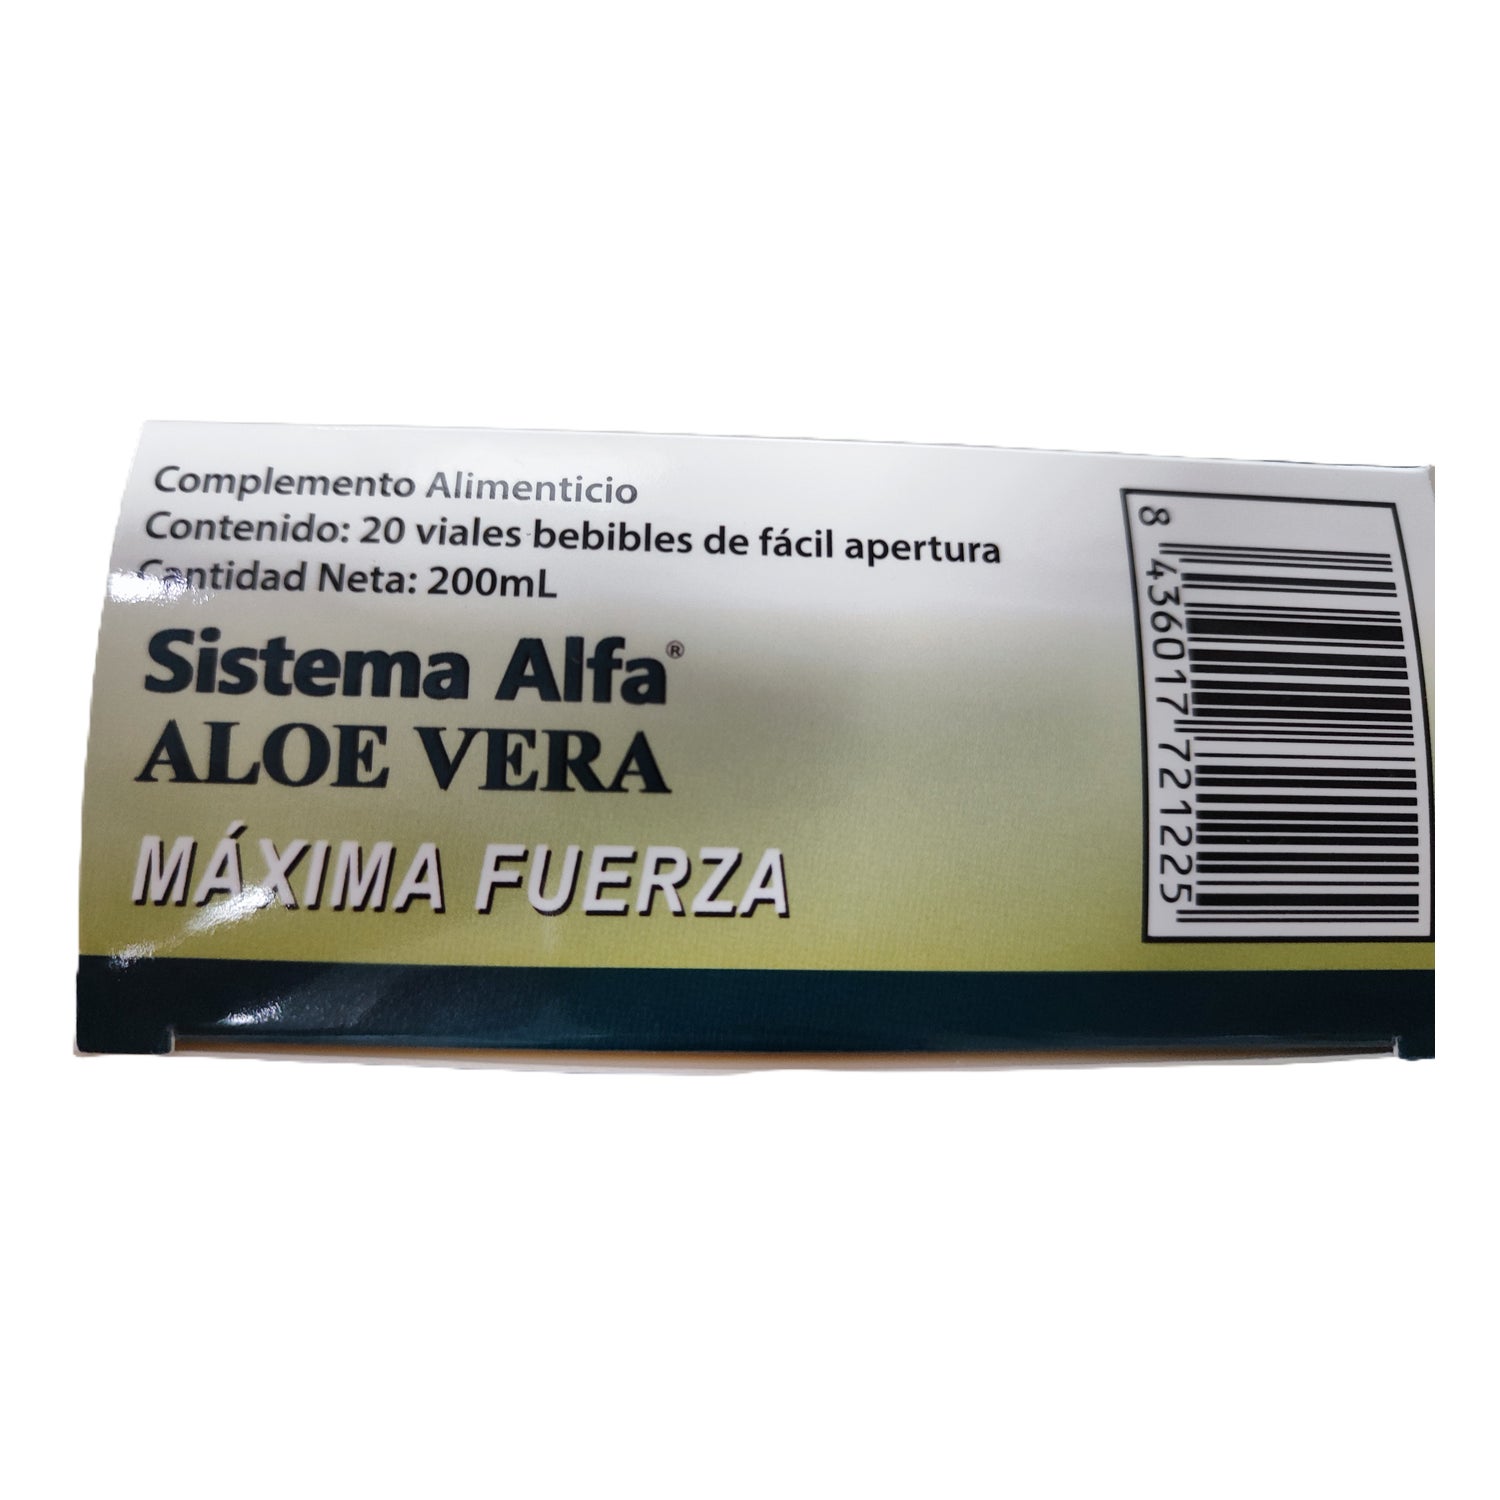 Complemento Alimenticio
Contenido: 20 viales bebibles de fácil apertura
Cantidad Neta: 200mL
Sistema Alfa®
ALOE VERA
MÁXIMA FUERZA
8 436017 721225